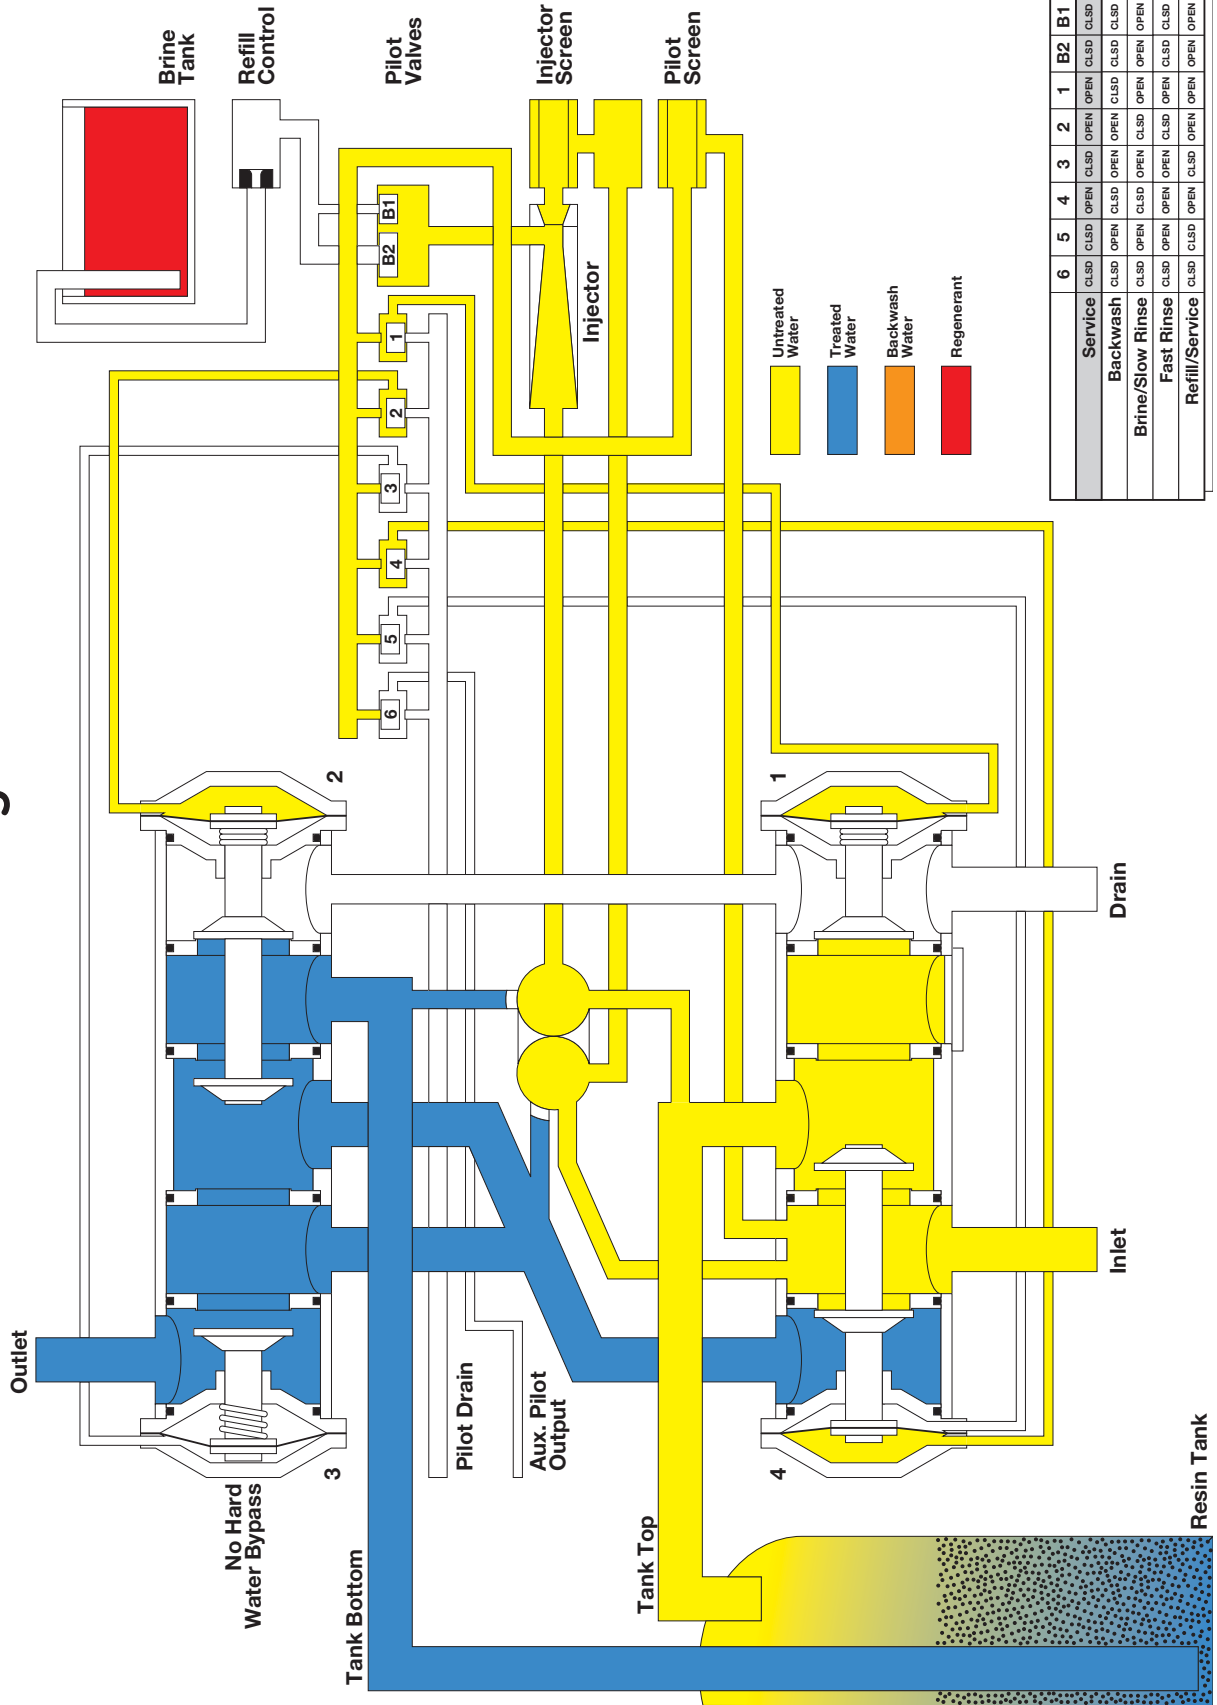 Outlet
No Hard
Water Bypass
3
2
Tank Bottom
Brine
Tank
Refill
Control
Pilot
Valves
6
5
4
3
2
1
B2
B1
Pilot Drain
Aux. Pilot
Output
Injector
Injector
Screen
Pilot
Screen
Tank Top
4
1
Inlet
Drain
Resin Tank
Untreated
Water
Treated
Water
Backwash
Water
Regenerant
6 5 4 3 2 1 B2 B1
Service CLSD CLSD OPEN CLSD OPEN OPEN CLSD CLSD
Backwash CLSD OPEN CLSD OPEN OPEN CLSD CLSD CLSD
Brine/Slow Rinse CLSD OPEN CLSD OPEN CLSD OPEN OPEN OPEN
Fast Rinse CLSD OPEN OPEN OPEN CLSD OPEN CLSD CLSD
Refill/Service CLSD CLSD OPEN CLSD OPEN OPEN OPEN OPEN